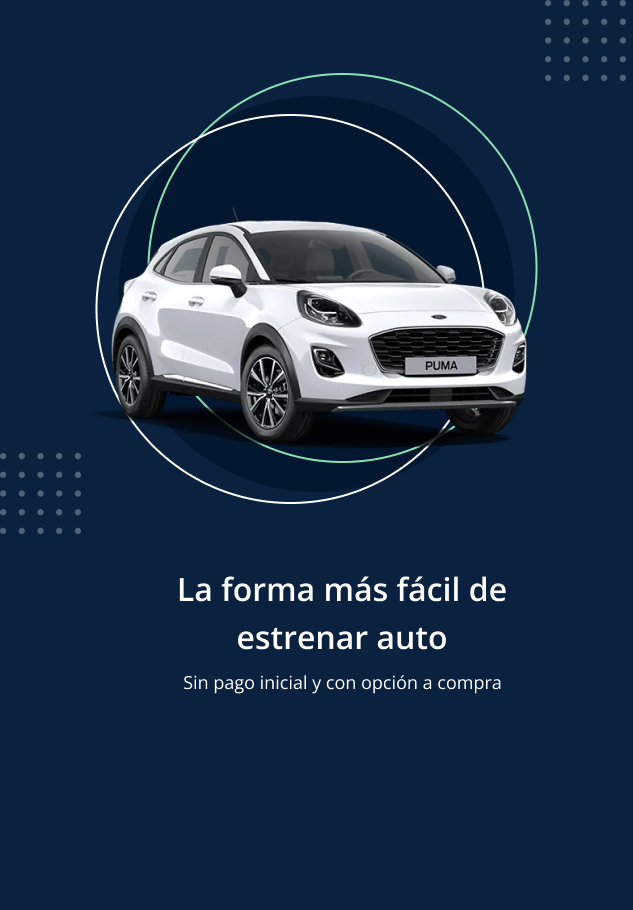 PUMA
La forma más fácil de
estrenar auto
Sin pago inicial y con opción a compra